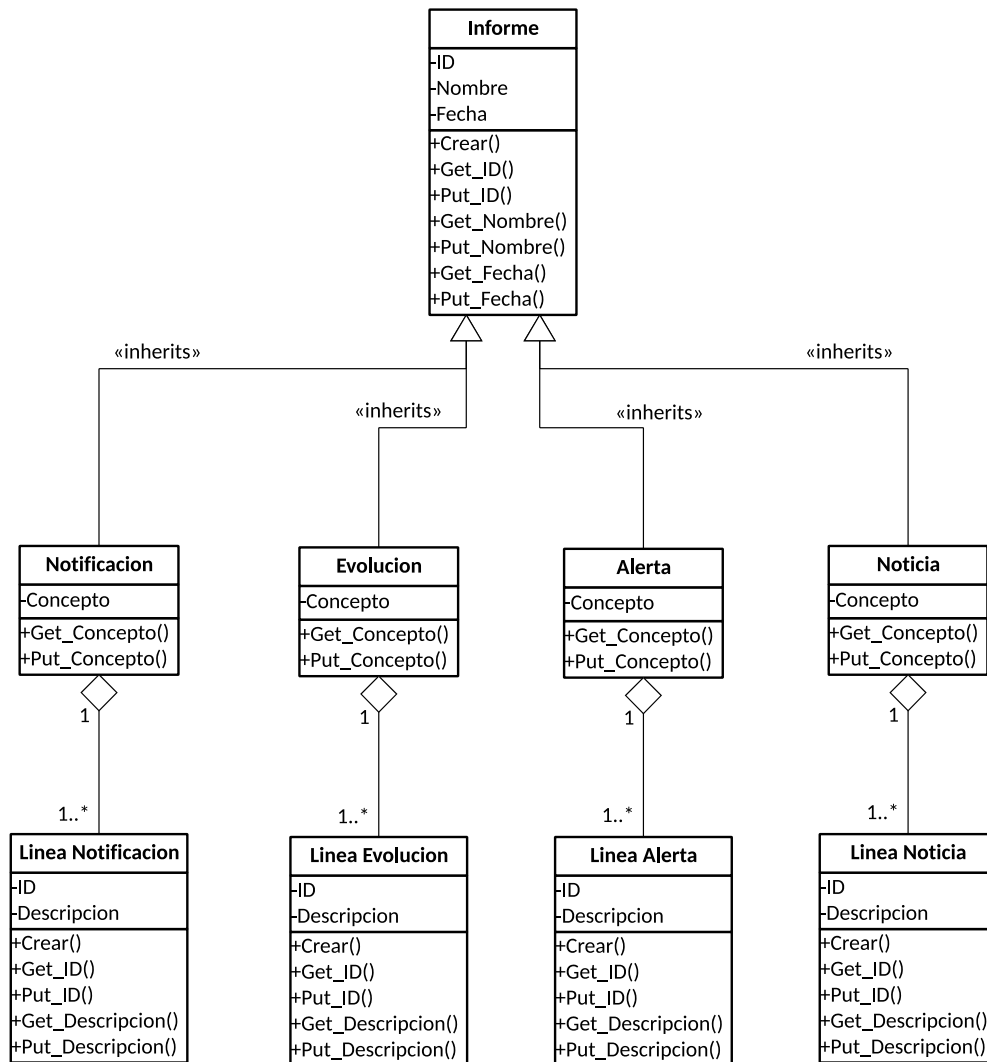 Informe
-ID
-Nombre
-Fecha
+Crear()
+Get_ID()
+Put_ID()
+Get_Nombre()
+Put_Nombre()
+Get_Fecha()
+Put_Fecha()
«inherits»
«inherits»
«inherits»
«inherits»
Notificacion
-Concepto
+Get_Concepto()
+Put_Concepto()
1
1..*
Evolucion
-Concepto
+Get_Concepto()
+Put_Concepto()
1
1..*
Alerta
-Concepto
+Get_Concepto()
+Put_Concepto()
1
1..*
Noticia
-Concepto
+Get_Concepto()
+Put_Concepto()
1
1..*
Linea Notificacion
-ID
-Descripcion
+Crear()
+Get_ID()
+Put_ID()
+Get_Descripcion()
+Put_Descripcion()
Linea Evolucion
-ID
-Descripcion
+Crear()
+Get_ID()
+Put_ID()
+Get_Descripcion()
+Put_Descripcion()
Linea Alerta
-ID
-Descripcion
+Crear()
+Get_ID()
+Put_ID()
+Get_Descripcion()
+Put_Descripcion()
Linea Noticia
-ID
-Descripcion
+Crear()
+Get_ID()
+Put_ID()
+Get_Descripcion()
+Put_Descripcion()